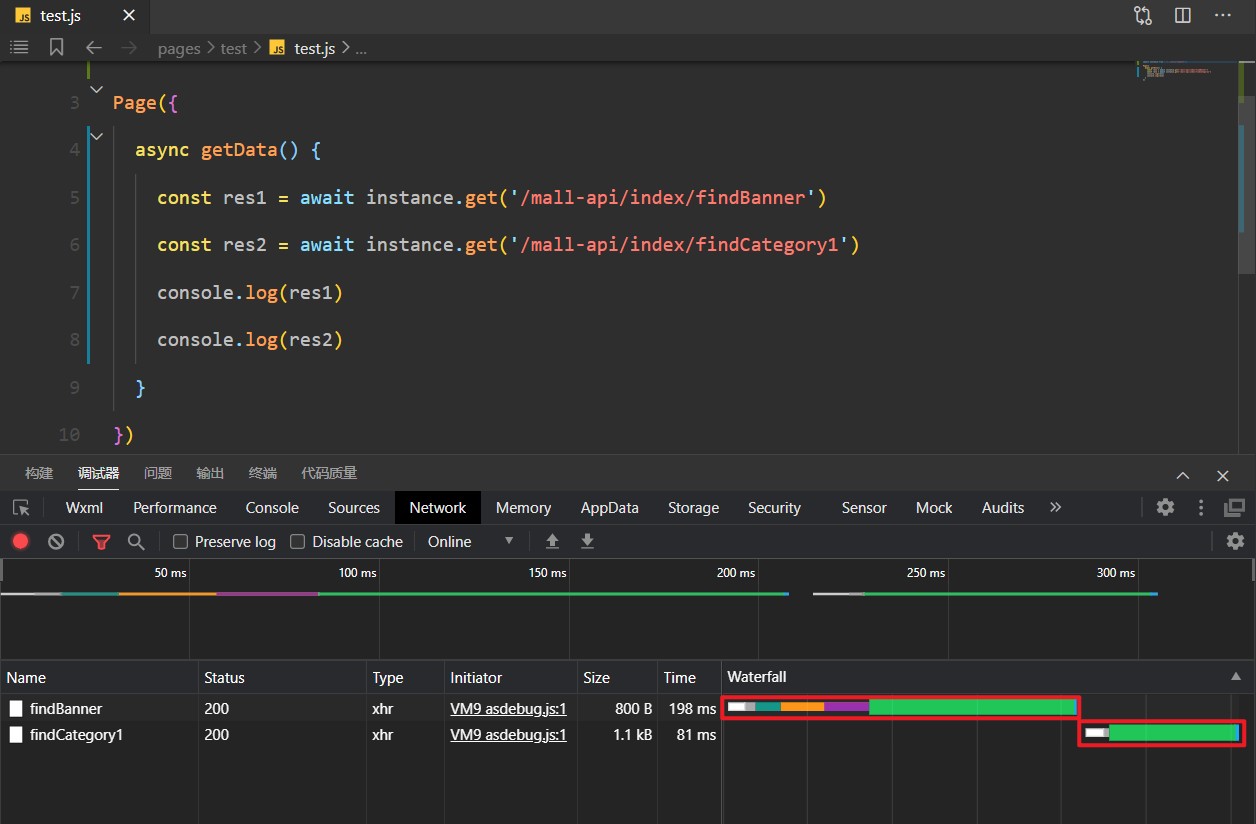 JS test.js
pages > test > JS test.js > ...
3 Page({
4 async getData() {
5 const res1 = await instance.get('/mall-api/index/findBanner')
6 const res2 = await instance.get('/mall-api/index/findCategory1')
7 console.log(res1)
8 console.log(res2)
9 }
10 })
构建 调试器 问题 输出 终端 代码质量
Wxml Performance Console Sources Network Memory AppData Storage Security Sensor Mock Audits
Preserve log Disable cache Online
50 ms 100 ms 150 ms 200 ms 250 ms 300 ms
Name Status Type Initiator Size Time Waterfall
findBanner 200 xhr VM9 asdebug.js:1 800 B 198 ms
findCategory1 200 xhr VM9 asdebug.js:1 1.1 kB 81 ms